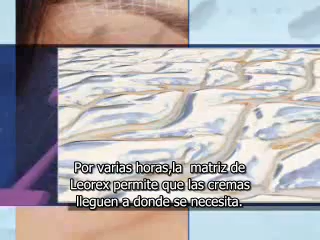 Por varias horas,la  matriz de
Leorex permite que las cremas
lleguen a donde se necesita.